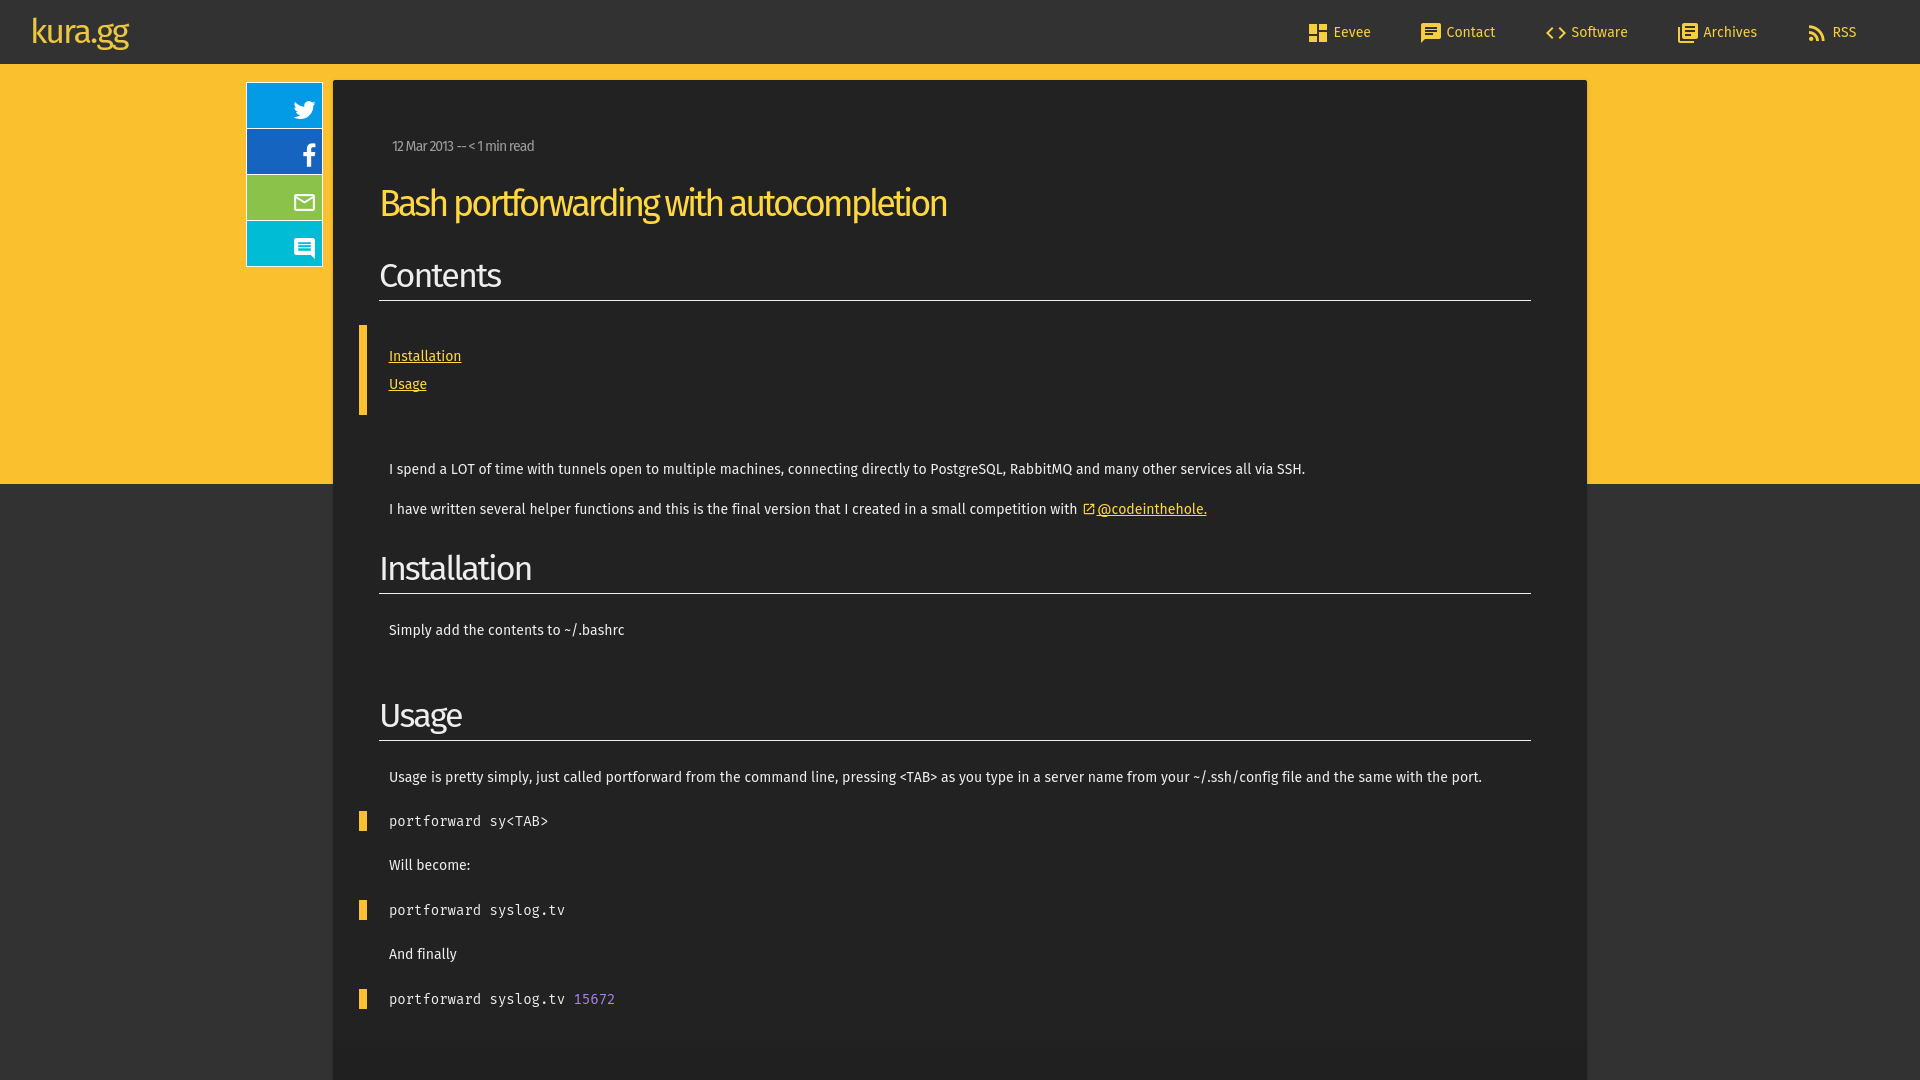 kura.gg
Eevee
Contact
Software
Archives
RSS
12 Mar 2013 -- < 1 min read
Bash portforwarding with autocompletion
Contents
Installation
Usage
I spend a LOT of time with tunnels open to multiple machines, connecting directly to PostgreSQL, RabbitMQ and many other services all via SSH.
I have written several helper functions and this is the final version that I created in a small competition with @codeinthehole.
Installation
Simply add the contents to ~/.bashrc
Usage
Usage is pretty simply, just called portforward from the command line, pressing <TAB> as you type in a server name from your ~/.ssh/config file and the same with the port.
portforward sy<TAB>
Will become:
portforward syslog.tv
And finally
portforward syslog.tv 15672